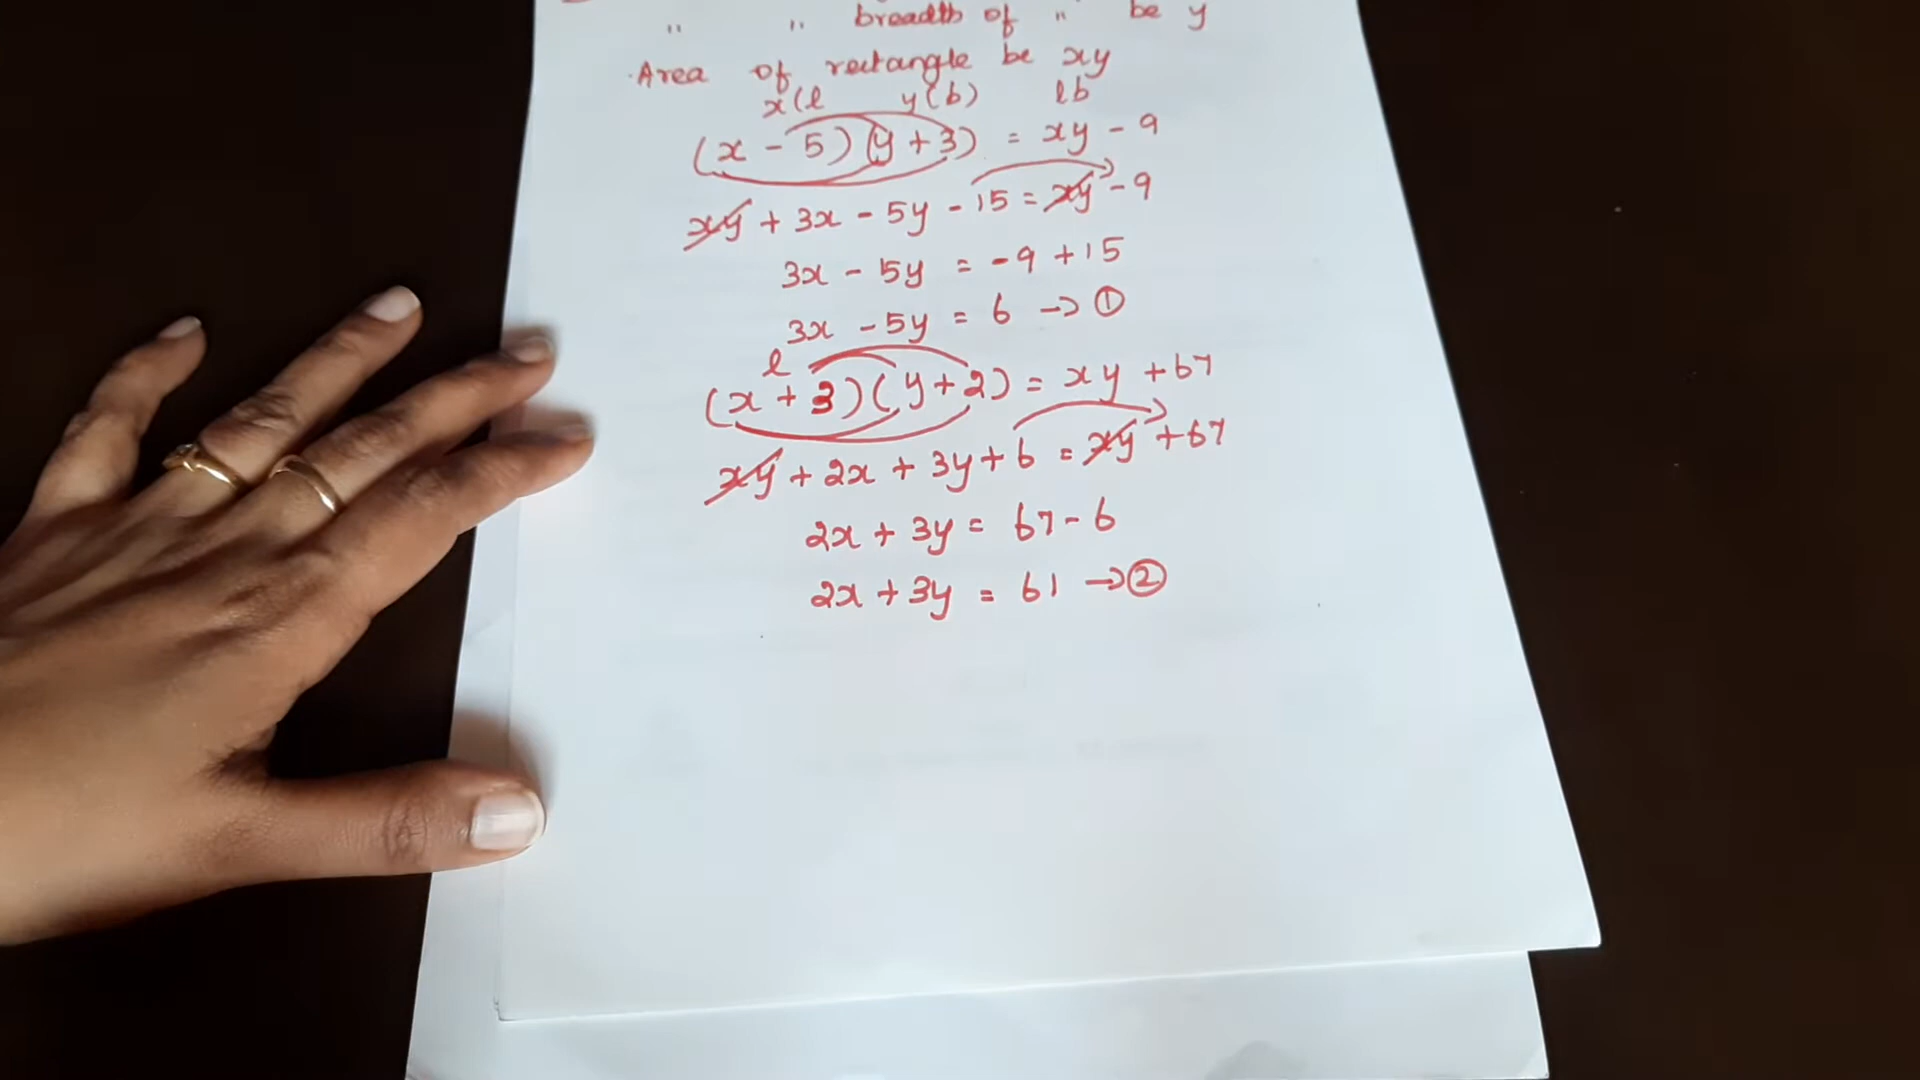 " " breadth of " be y
Area of rectangle be xy
x(l y(b) lb
(x - 5)(y + 3) = xy - 9
xy + 3x - 5y - 15 = xy - 9
3x - 5y = -9 + 15
3x - 5y = 6 → ①
l
(x + 3)(y + 2) = xy + 67
xy + 2x + 3y + 6 = xy + 67
2x + 3y = 67 - 6
2x + 3y = 61 → ②